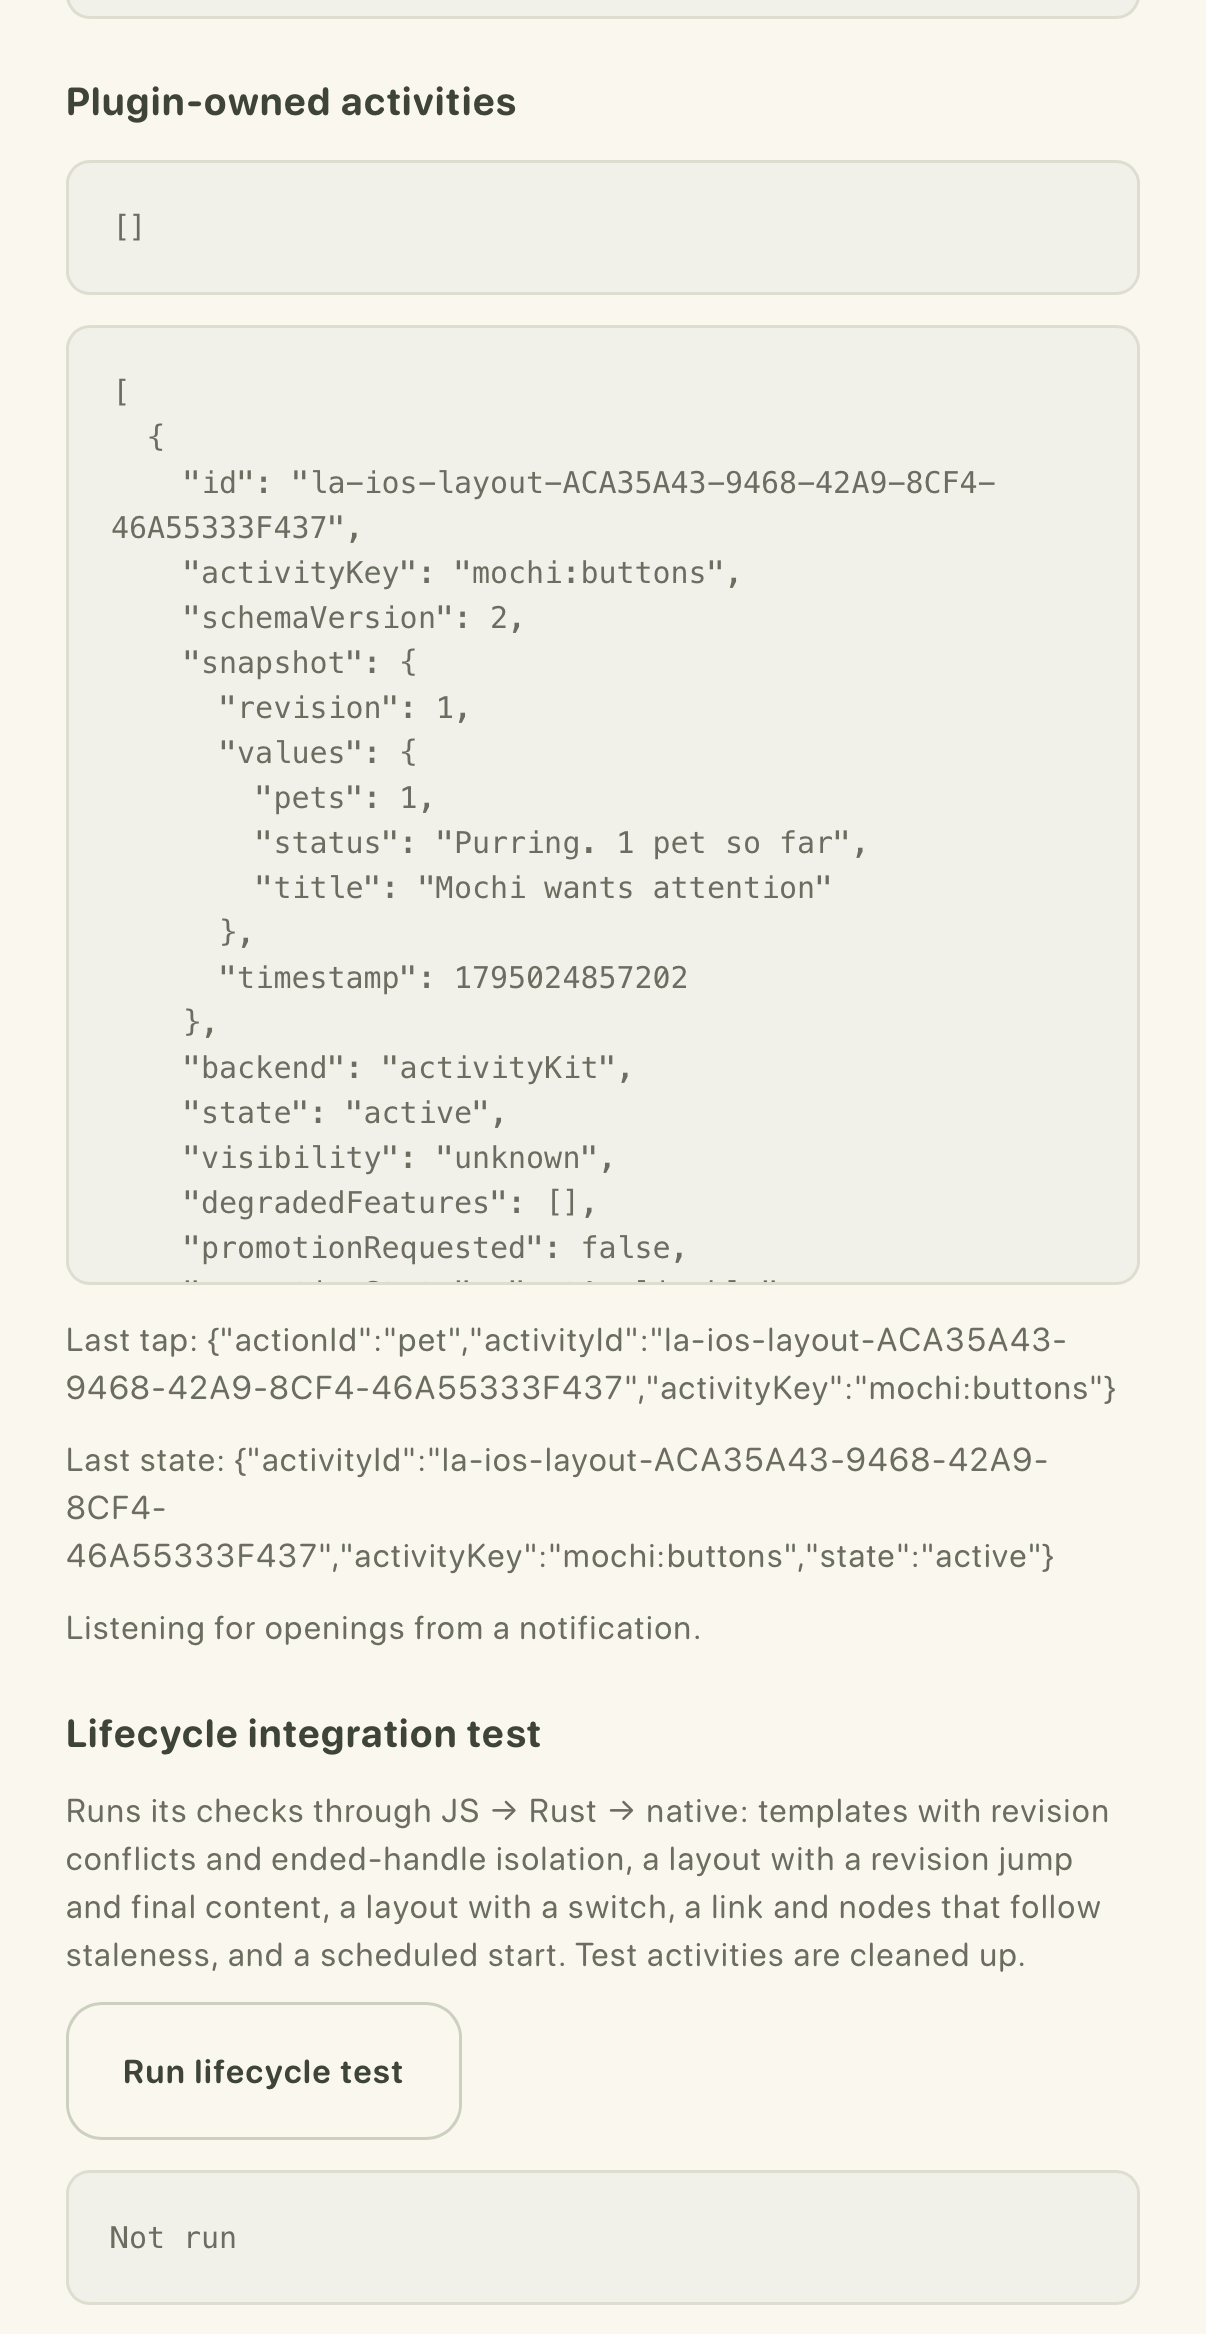 Plugin-owned activities
[]
[
  {
    "id": "la-ios-layout-ACA35A43-9468-42A9-8CF4-
46A55333F437",
    "activityKey": "mochi:buttons",
    "schemaVersion": 2,
    "snapshot": {
      "revision": 1,
      "values": {
        "pets": 1,
        "status": "Purring. 1 pet so far",
        "title": "Mochi wants attention"
      },
      "timestamp": 1795024857202
    },
    "backend": "activityKit",
    "state": "active",
    "visibility": "unknown",
    "degradedFeatures": [],
    "promotionRequested": false,
Last tap: {"actionId":"pet","activityId":"la-ios-layout-ACA35A43-
9468-42A9-8CF4-46A55333F437","activityKey":"mochi:buttons"}
Last state: {"activityId":"la-ios-layout-ACA35A43-9468-42A9-
8CF4-
46A55333F437","activityKey":"mochi:buttons","state":"active"}
Listening for openings from a notification.
Lifecycle integration test
Runs its checks through JS → Rust → native: templates with revision
conflicts and ended-handle isolation, a layout with a revision jump
and final content, a layout with a switch, a link and nodes that follow
staleness, and a scheduled start. Test activities are cleaned up.
Run lifecycle test
Not run